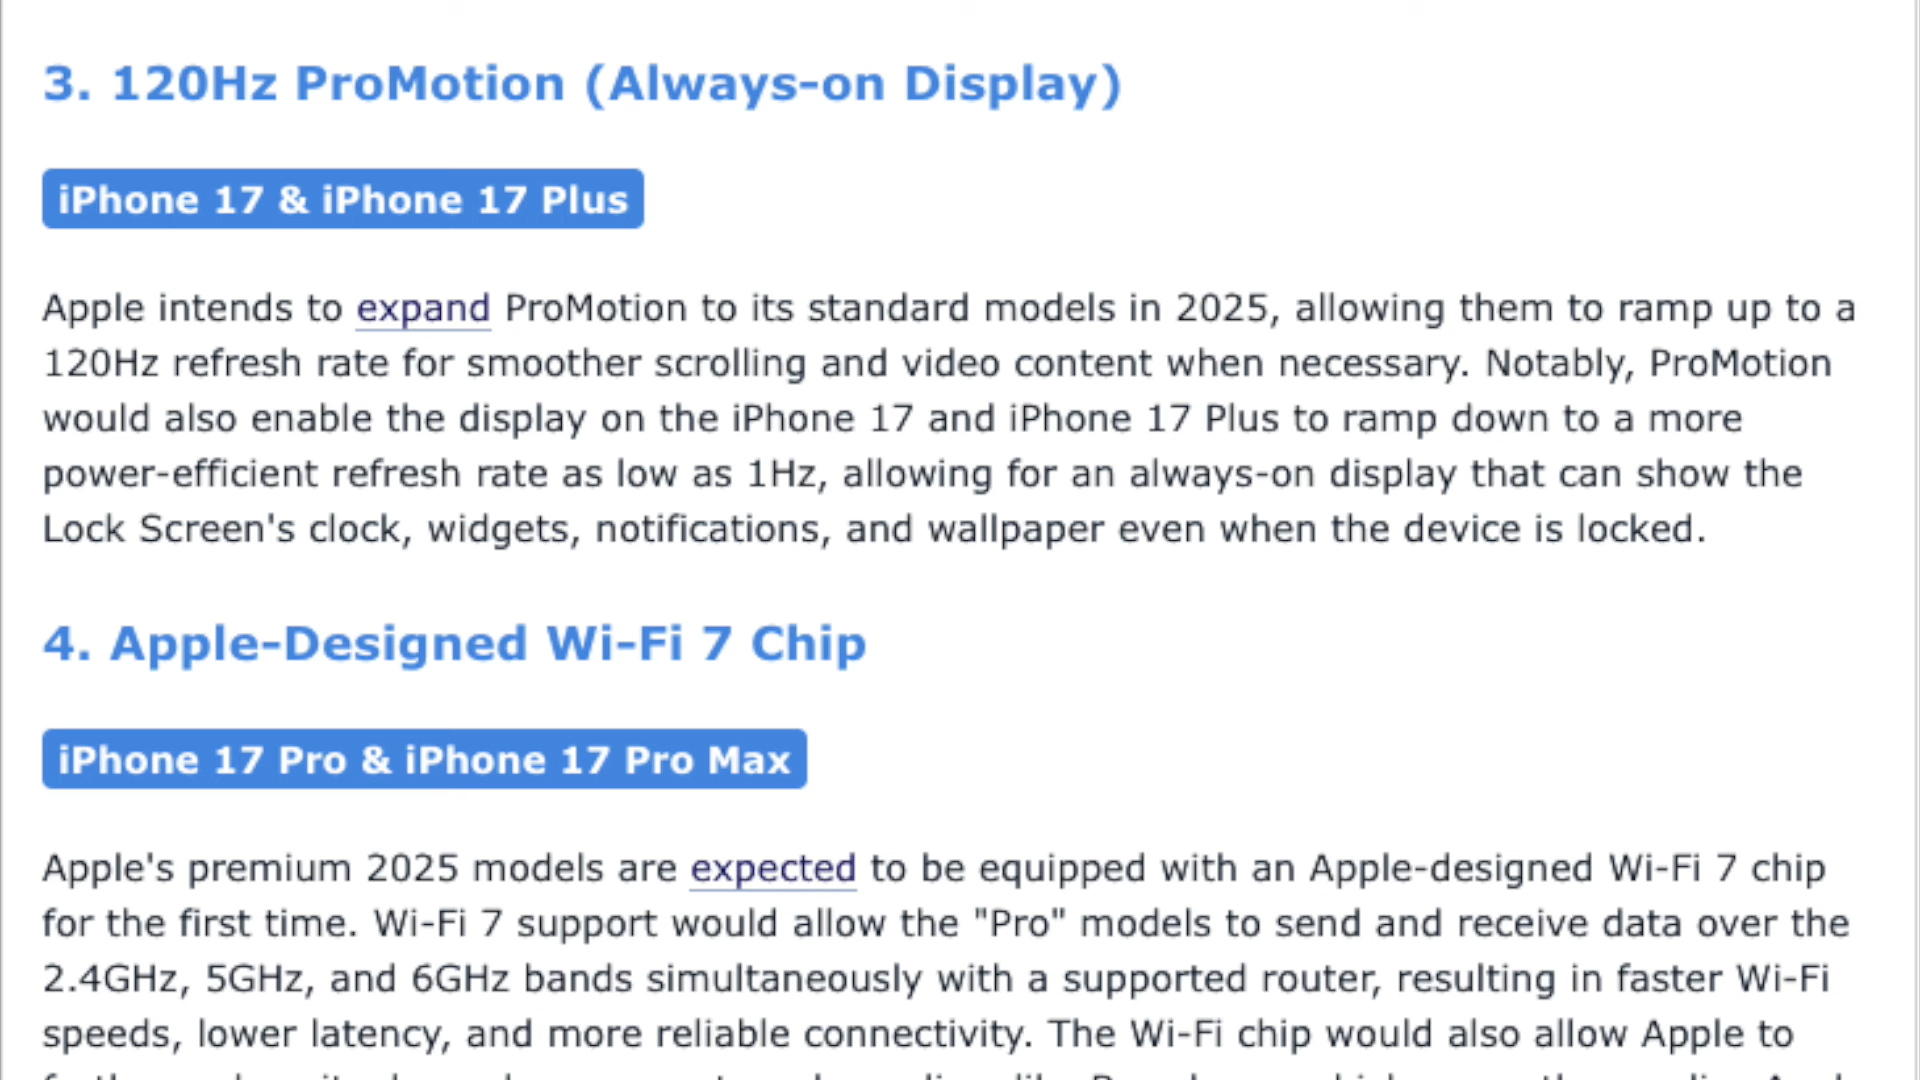 3. 120Hz ProMotion (Always-on Display)
iPhone 17 & iPhone 17 Plus
Apple intends to expand ProMotion to its standard models in 2025, allowing them to ramp up to a
120Hz refresh rate for smoother scrolling and video content when necessary. Notably, ProMotion
would also enable the display on the iPhone 17 and iPhone 17 Plus to ramp down to a more
power-efficient refresh rate as low as 1Hz, allowing for an always-on display that can show the
Lock Screen's clock, widgets, notifications, and wallpaper even when the device is locked.
4. Apple-Designed Wi-Fi 7 Chip
iPhone 17 Pro & iPhone 17 Pro Max
Apple's premium 2025 models are expected to be equipped with an Apple-designed Wi-Fi 7 chip
for the first time. Wi-Fi 7 support would allow the "Pro" models to send and receive data over the
2.4GHz, 5GHz, and 6GHz bands simultaneously with a supported router, resulting in faster Wi-Fi
speeds, lower latency, and more reliable connectivity. The Wi-Fi chip would also allow Apple to